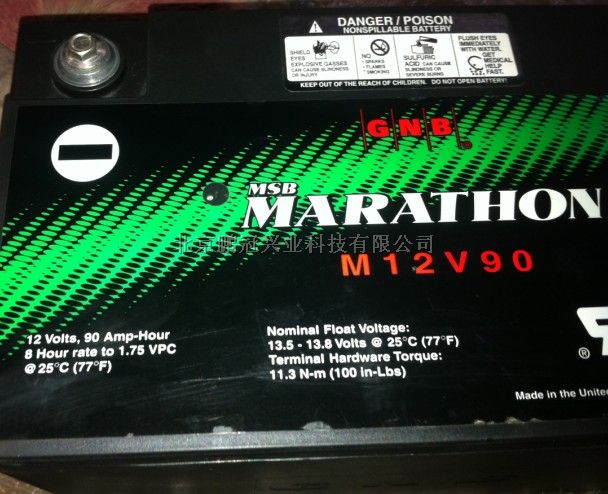 DANGER / POISON
NONSPILLABLE BATTERY
SHIELD
EYES
EXPLOSIVE GASES
CAN CAUSE BLINDNESS
OR INJURY
NO
• SPARKS
• FLAMES
• SMOKING
SULFURIC
ACID CAN CAUSE
BLINDNESS OR
SEVERE BURNS
FLUSH EYES
IMMEDIATELY
WITH WATER.
GET
MEDICAL
HELP
FAST.
KEEP OUT OF THE REACH OF CHILDREN. DO NOT OPEN BATTERY!
GNB®
MSB
MARATHON
北京鹏冠兴业科技有限公司
M12V90
12 Volts, 90 Amp-Hour
8 Hour rate to 1.75 VPC
@ 25°C (77°F)
Nominal Float Voltage:
13.5 - 13.8 Volts @ 25°C (77°F)
Terminal Hardware Torque:
11.3 N-m (100 in-Lbs)
®
Made in the United